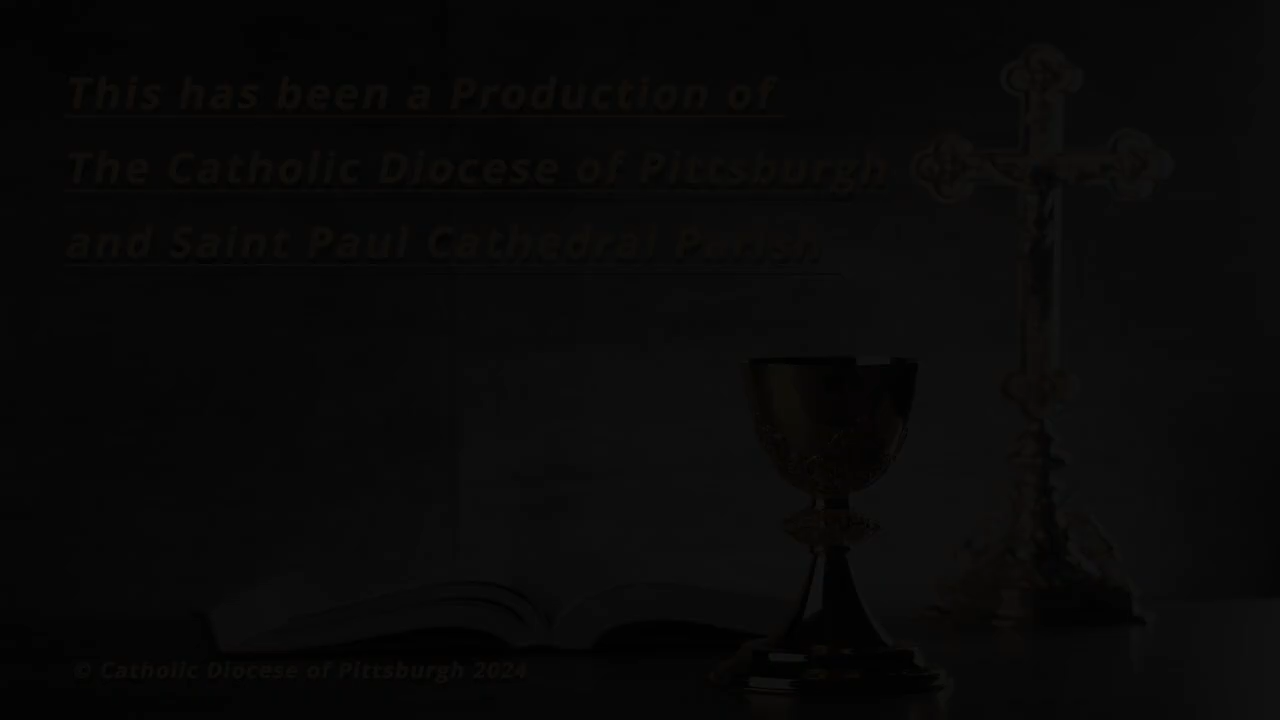 This has been a Production of
The Catholic Diocese of Pittsburgh
and Saint Paul Cathedral Parish
© Catholic Diocese of Pittsburgh 2024